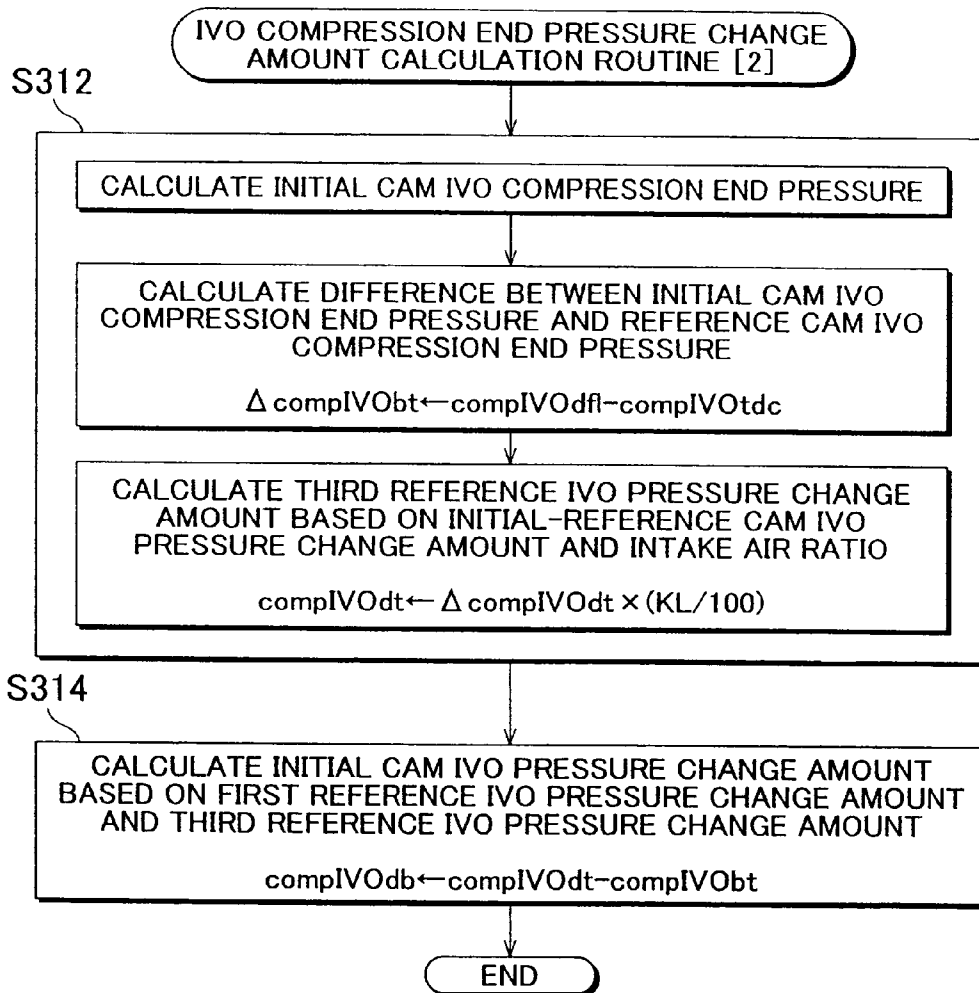 IVO COMPRESSION END PRESSURE CHANGE
AMOUNT CALCULATION ROUTINE [2]
S312
CALCULATE INITIAL CAM IVO COMPRESSION END PRESSURE
CALCULATE DIFFERENCE BETWEEN INITIAL CAM IVO
COMPRESSION END PRESSURE AND REFERENCE CAM IVO
COMPRESSION END PRESSURE
Δ compIVObt←compIVOdfl-compIVOtdc
CALCULATE THIRD REFERENCE IVO PRESSURE CHANGE
AMOUNT BASED ON INITIAL-REFERENCE CAM IVO
PRESSURE CHANGE AMOUNT AND INTAKE AIR RATIO
compIVOdt← Δ compIVOdt × (KL/100)
S314
CALCULATE INITIAL CAM IVO PRESSURE CHANGE AMOUNT
BASED ON FIRST REFERENCE IVO PRESSURE CHANGE AMOUNT
AND THIRD REFERENCE IVO PRESSURE CHANGE AMOUNT
compIVOdb←compIVOdt-compIVObt
END